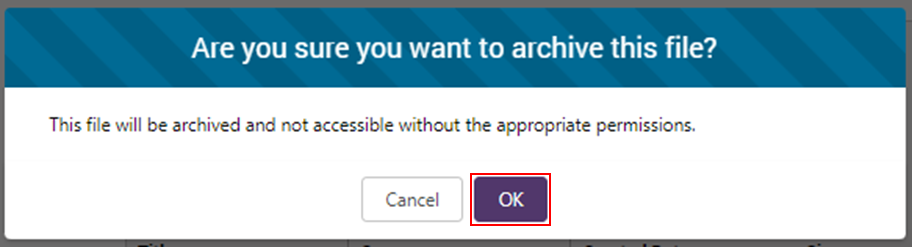 Are you sure you want to archive this file?
This file will be archived and not accessible without the appropriate permissions.
Cancel
OK